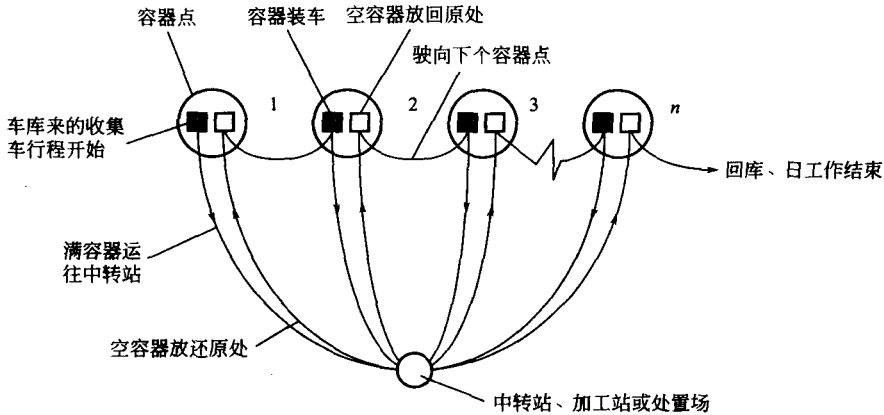 容器点
容器装车
空容器放回原处
驶向下个容器点
1
2
3
n
车库来的收集
车行程开始
回库、日工作结束
满容器运
往中转站
空容器放还原处
中转站、加工站或处置场